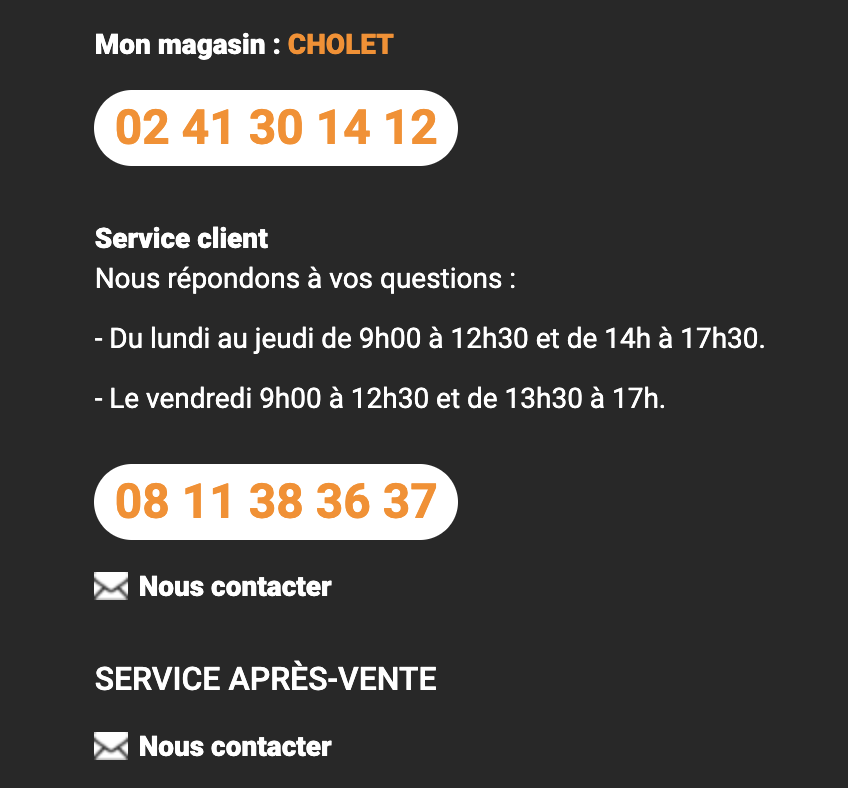 Mon magasin : CHOLET
02 41 30 14 12
Service client
Nous répondons à vos questions :
- Du lundi au jeudi de 9h00 à 12h30 et de 14h à 17h30.
- Le vendredi 9h00 à 12h30 et de 13h30 à 17h.
08 11 38 36 37
Nous contacter
SERVICE APRÈS-VENTE
Nous contacter